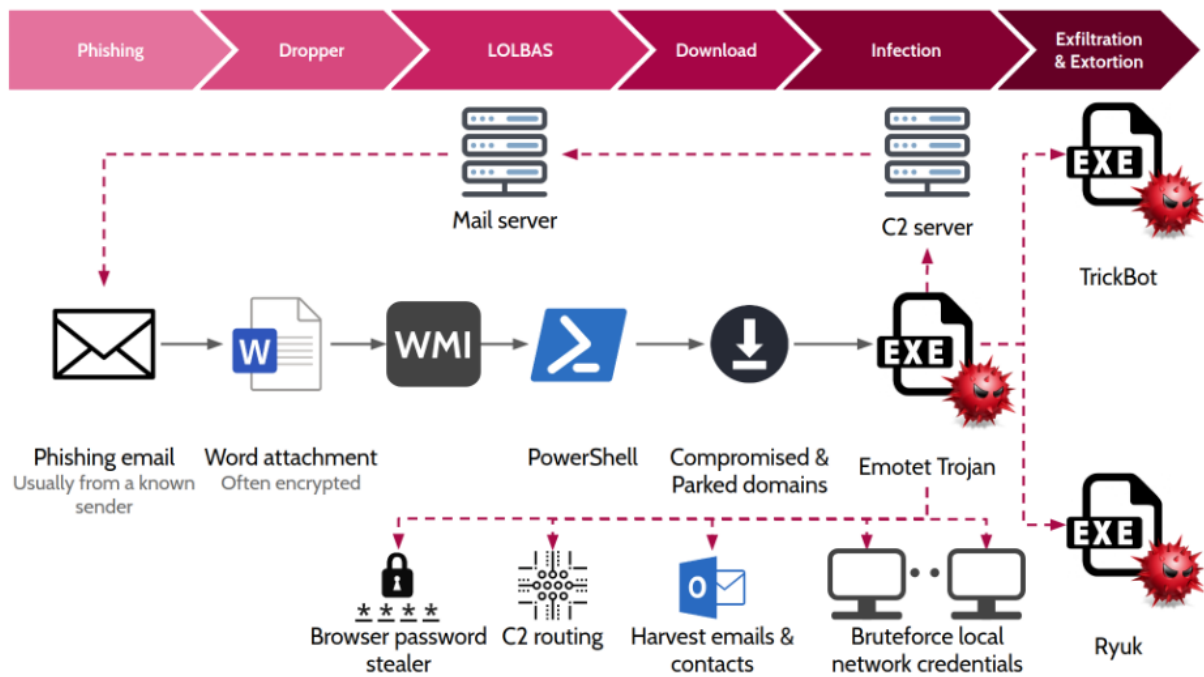 Phishing
Dropper
LOLBAS
Download
Infection
Exfiltration
& Extortion
Mail server
C2 server
EXE
TrickBot
W
WMI
EXE
Phishing email
Usually from a known
sender
Word attachment
Often encrypted
PowerShell
Compromised &
Parked domains
Emotet Trojan
EXE
Ryuk
* * * *
Browser password
stealer
C2 routing
O
Harvest emails &
contacts
Bruteforce local
network credentials